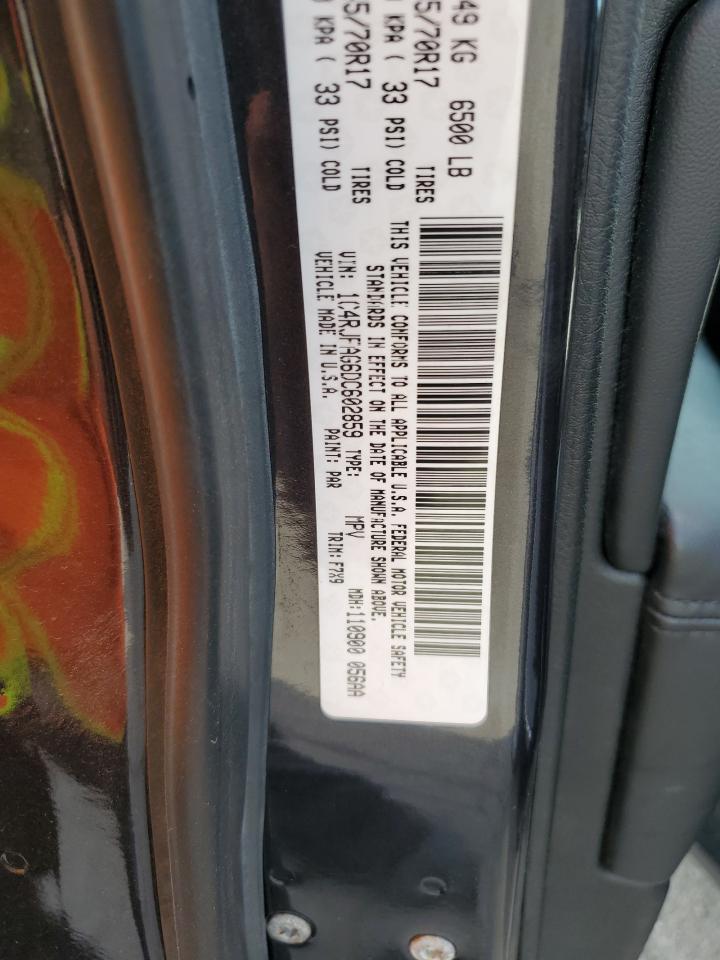 49 KG 6500 LB
5/70R17 TIRES
KPA ( 33 PSI) COLD
5/70R17 TIRES
KPA ( 33 PSI) COLD
THIS VEHICLE CONFORMS TO ALL APPLICABLE U.S.A. FEDERAL MOTOR VEHICLE SAFETY
STANDARDS IN EFFECT ON THE DATE OF MANUFACTURE SHOWN ABOVE.
VIN: 1C4RJFAG6DC602859 TYPE: MPV MDH:110900 056AA
VEHICLE MADE IN U.S.A. PAINT: PAR TRIM: F7X9